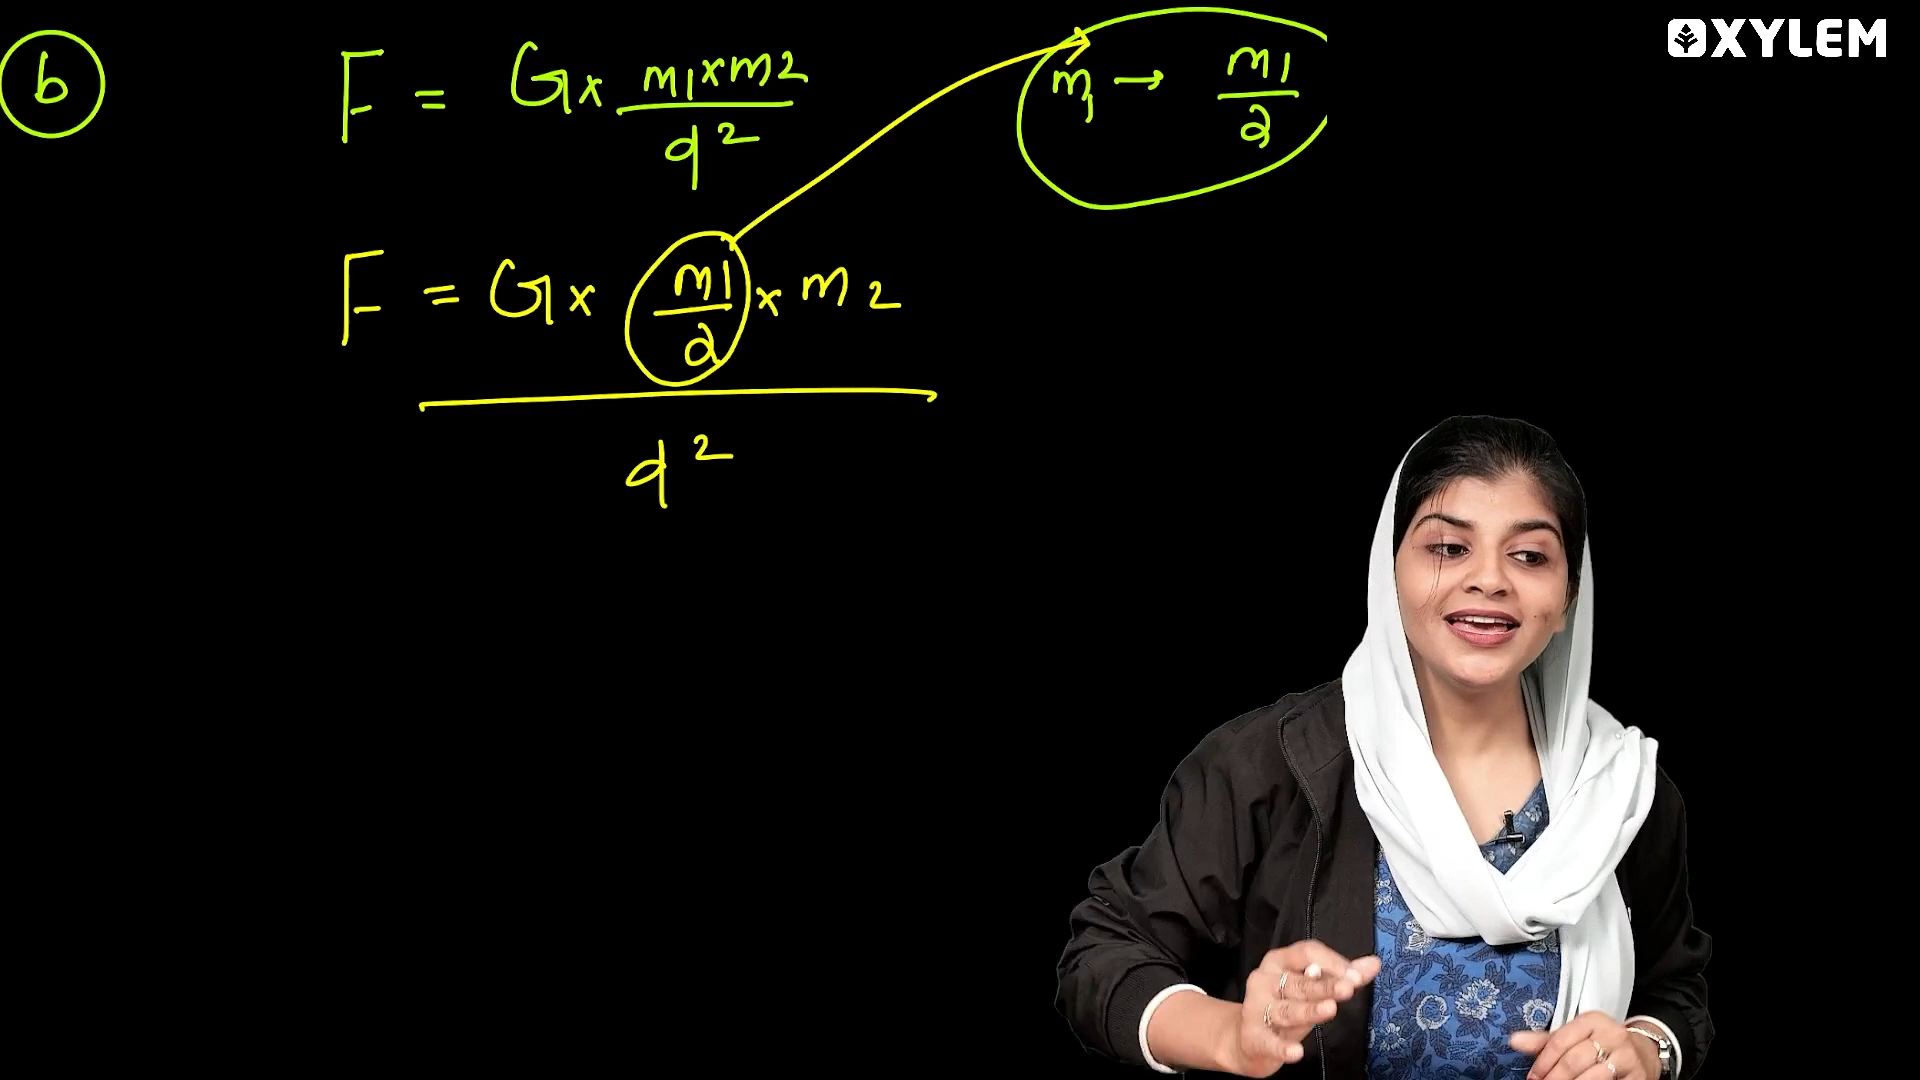 XYLEM
b
F = G × m1 × m2 / d²
m1 → m1 / 2
F = G × m1 / 2 × m2
d²